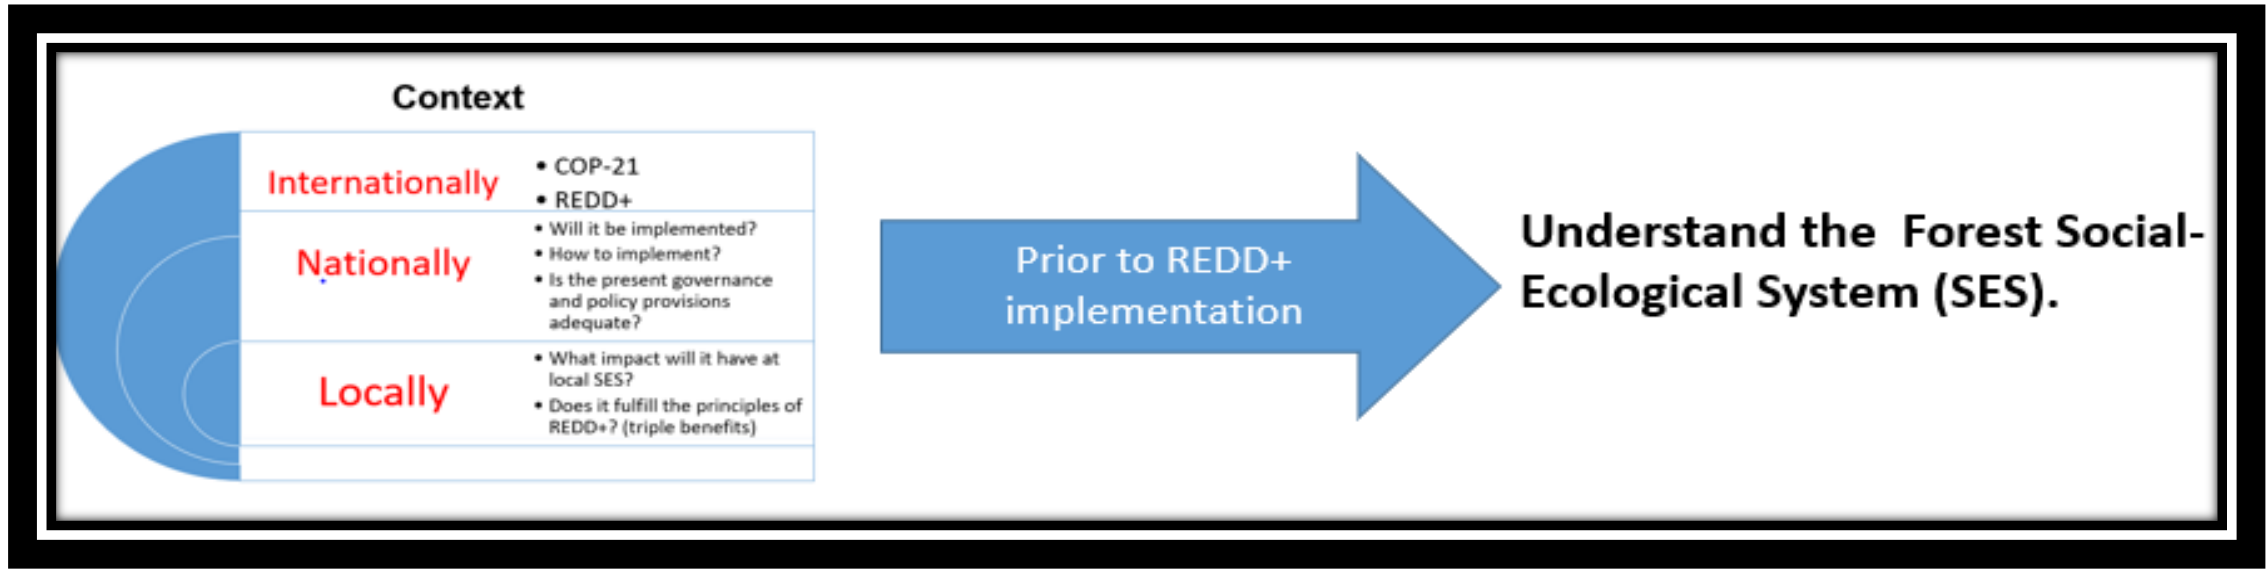 Context
Internationally
• COP-21
• REDD+
Nationally
• Will it be implemented?
• How to implement?
• Is the present governance
and policy provisions
adequate?
Locally
• What impact will it have at
local SES?
• Does it fulfill the principles of
REDD+? (triple benefits)
Prior to REDD+
implementation
Understand the Forest Social-
Ecological System (SES).